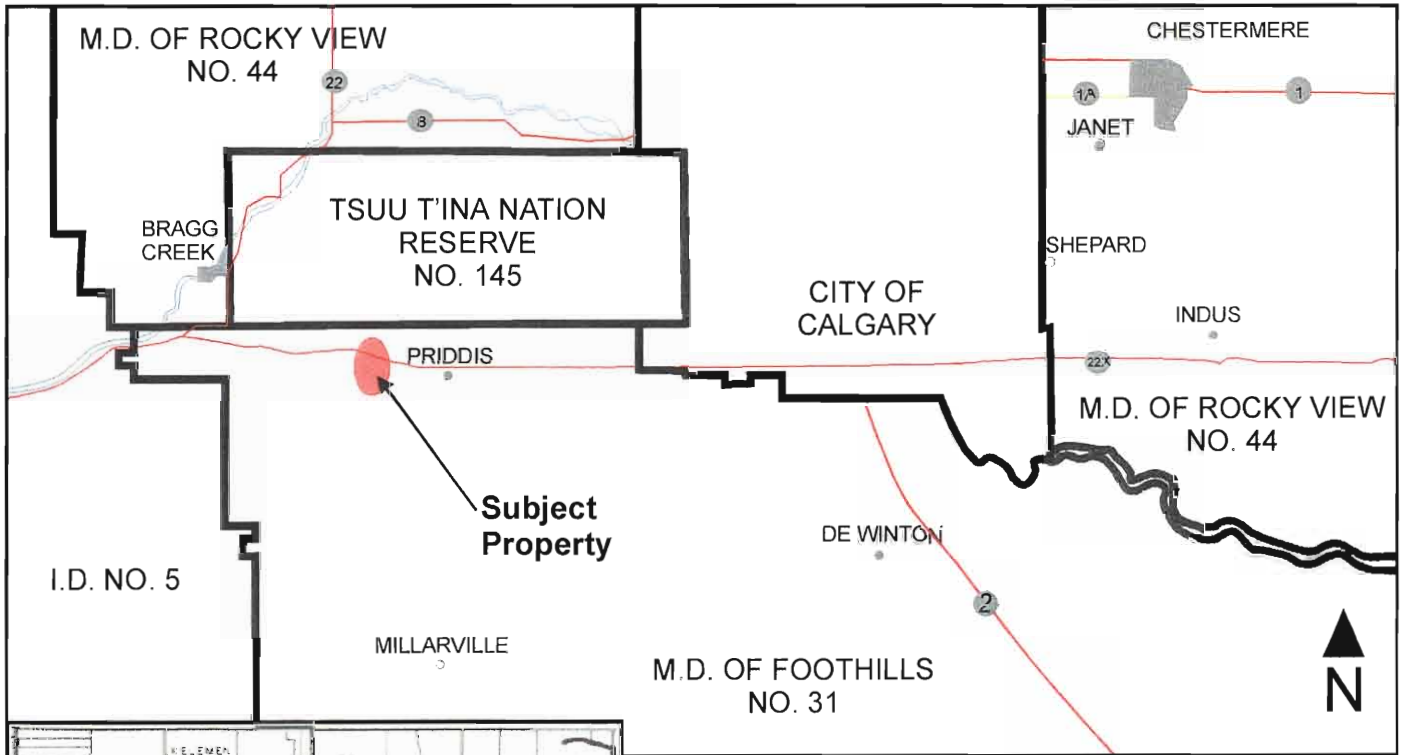 M.D. OF ROCKY VIEW
NO. 44
22
8
CHESTERMERE
1A
1
JANET
TSUU T'INA NATION
RESERVE
NO. 145
BRAGG
CREEK
SHEPARD
CITY OF
CALGARY
INDUS
PRIDDIS
22X
M.D. OF ROCKY VIEW
NO. 44
Subject
Property
DE WINTON
I.D. NO. 5
2
MILLARVILLE
M.D. OF FOOTHILLS
NO. 31
N